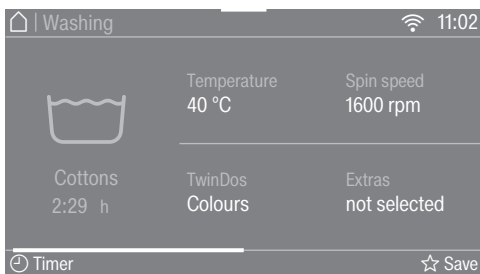 | Washing 11:02
Temperature Spin speed
40 °C 1600 rpm
Cottons TwinDos Extras
2:29 h Colours not selected
Timer Save